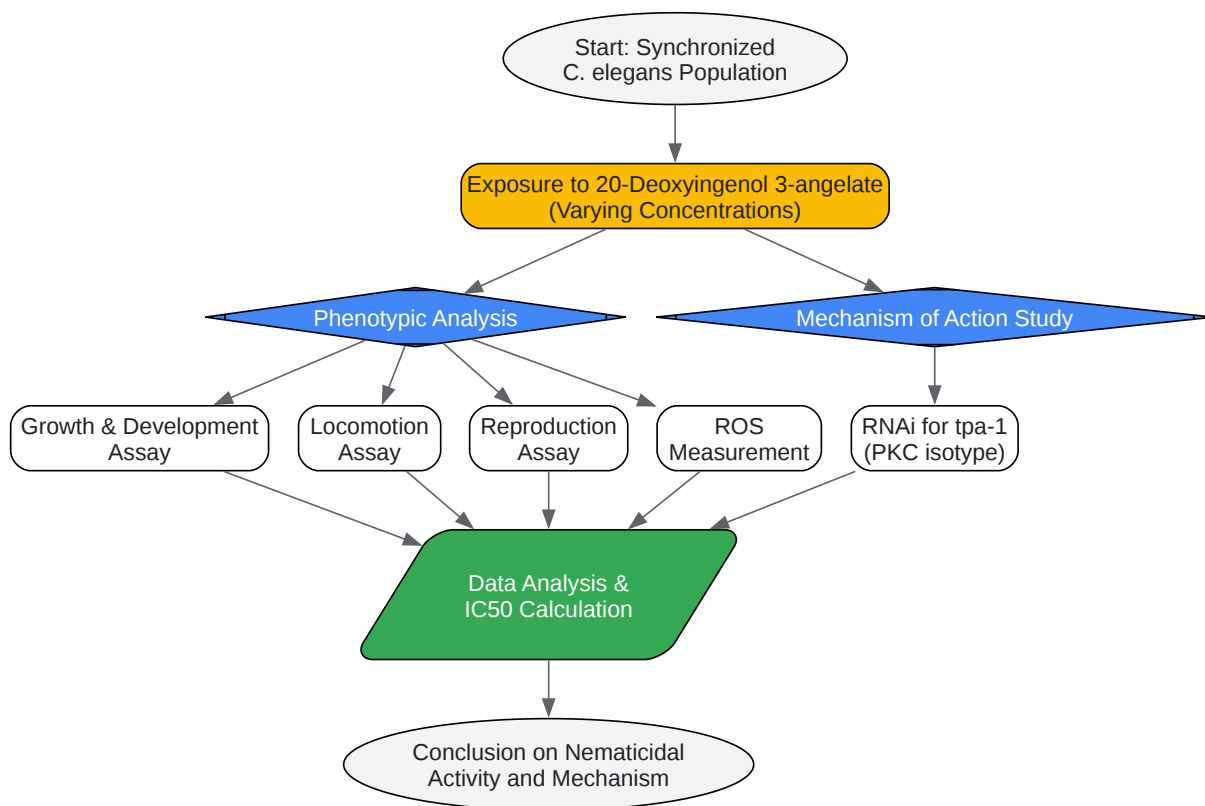 Start: Synchronized
C. elegans Population
Exposure to 20-Deoxyingenol 3-angelate
(Varying Concentrations)
Phenotypic Analysis
Mechanism of Action Study
Growth & Development
Assay
Locomotion
Assay
Reproduction
Assay
ROS
Measurement
RNAi for tpa-1
(PKC isotype)
Data Analysis &
IC50 Calculation
Conclusion on Nematicidal
Activity and Mechanism